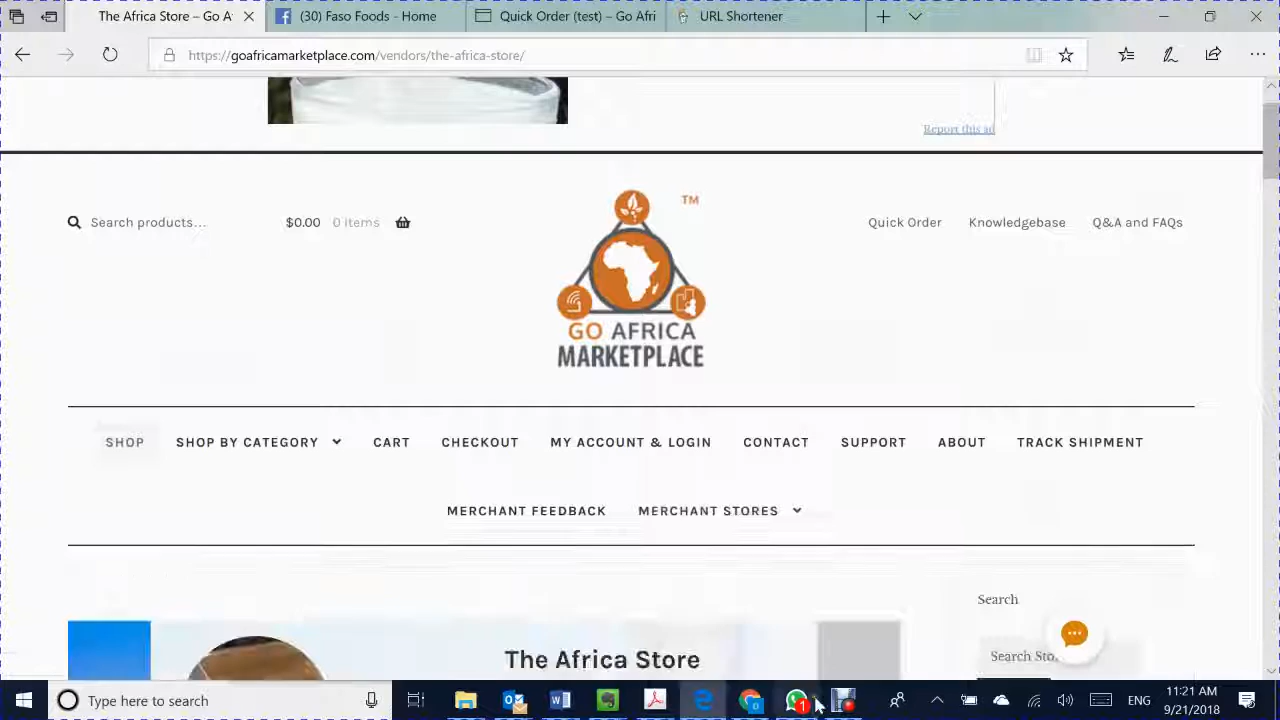 The Africa Store – Go A
(30) Faso Foods - Home
Quick Order (test) – Go Afri
URL Shortener
https://goafricamarketplace.com/vendors/the-africa-store/
Report this ad
Search products…
$0.00 0 items
Quick Order Knowledgebase Q&A and FAQs
TM
GO AFRICA
MARKETPLACE
SHOP SHOP BY CATEGORY CART CHECKOUT MY ACCOUNT & LOGIN CONTACT SUPPORT ABOUT TRACK SHIPMENT
MERCHANT FEEDBACK MERCHANT STORES
Search
The Africa Store
Search Sto
Type here to search
1
ENG
11:21 AM
9/21/2018